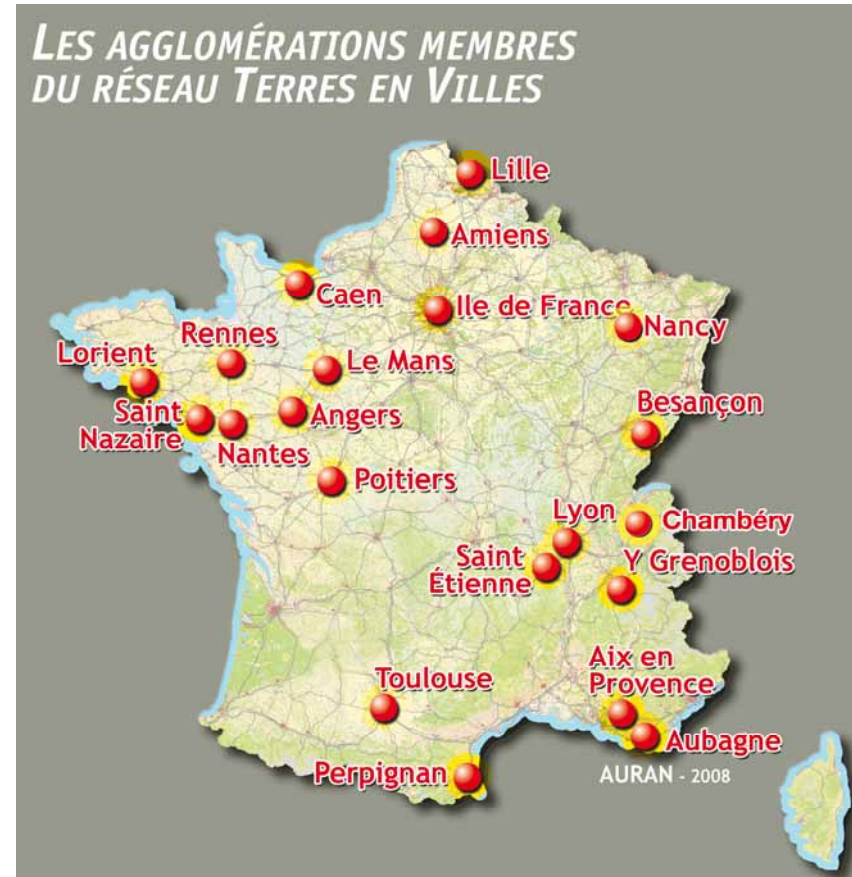 LES AGGLOMÉRATIONS MEMBRES
DU RÉSEAU TERRES EN VILLES
Lille
Amiens
Caen
Ile de France
Nancy
Rennes
Lorient
Le Mans
Saint
Nazaire
Angers
Besançon
Nantes
Poitiers
Lyon
Chambéry
Saint
Étienne
Y Grenoblois
Aix en
Provence
Toulouse
Aubagne
Perpignan
AURAN - 2008